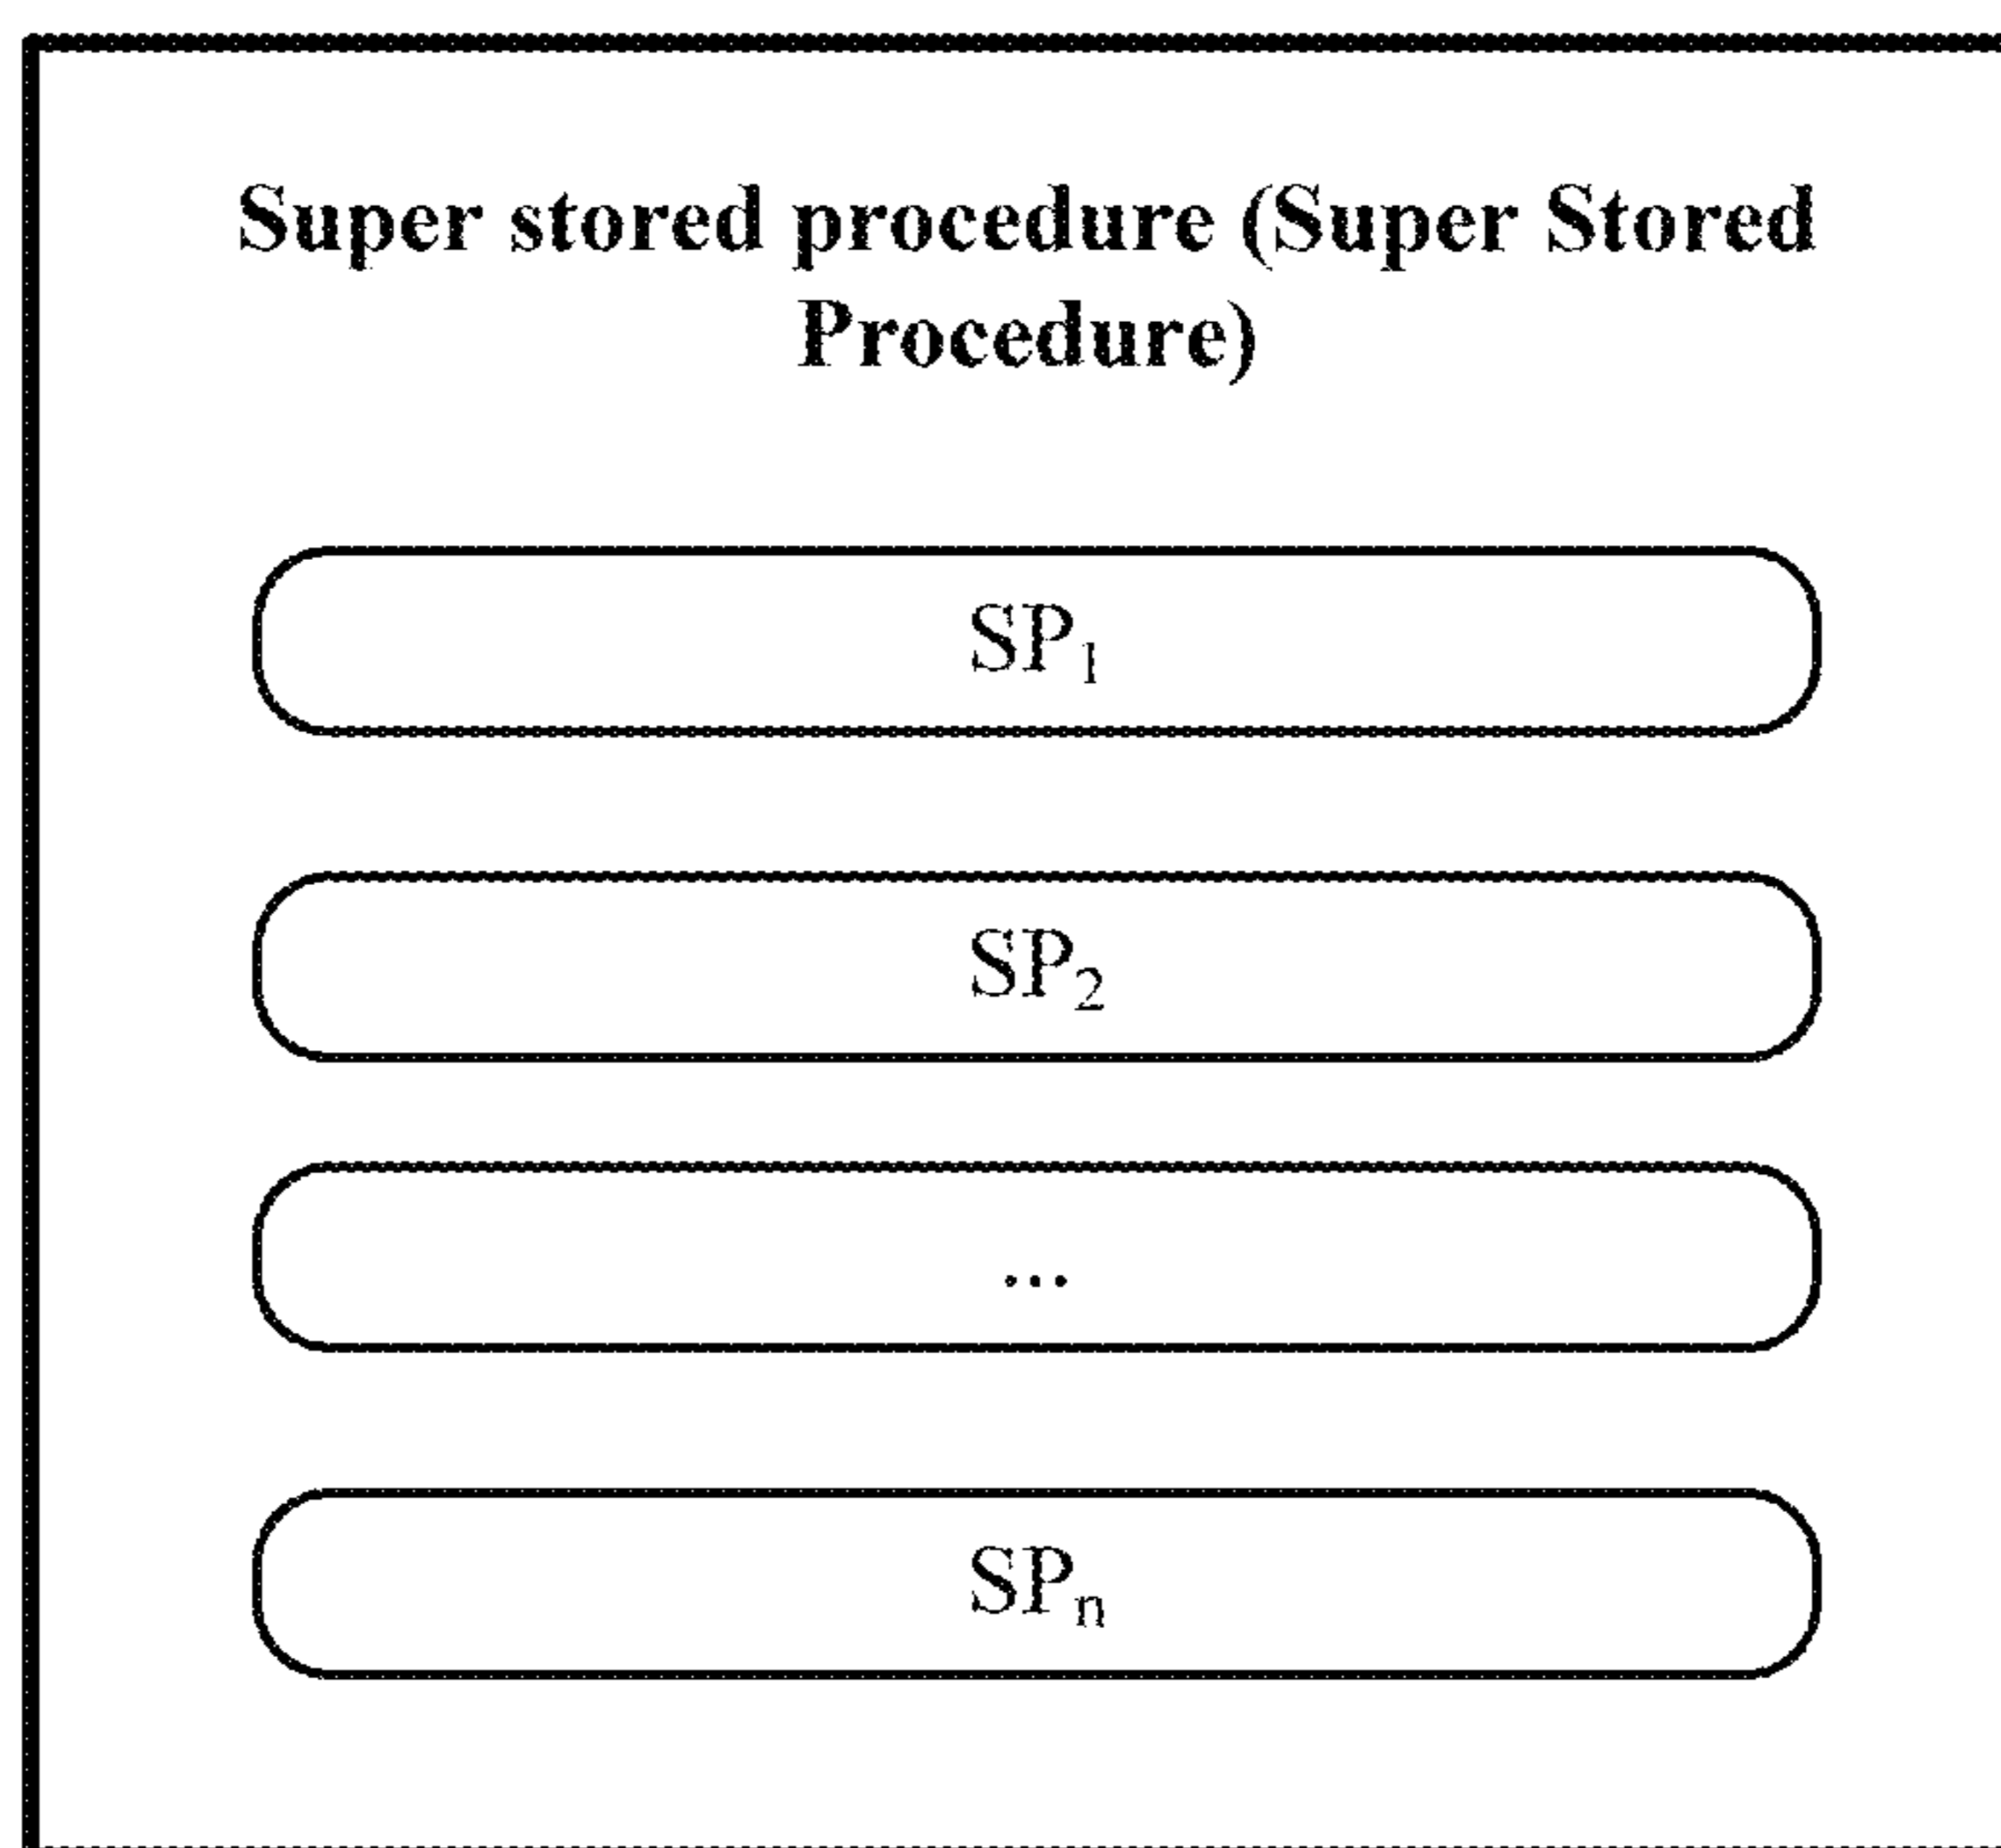 Super stored procedure (Super Stored
Procedure)
SP₁
SP₂
...
SPₙ